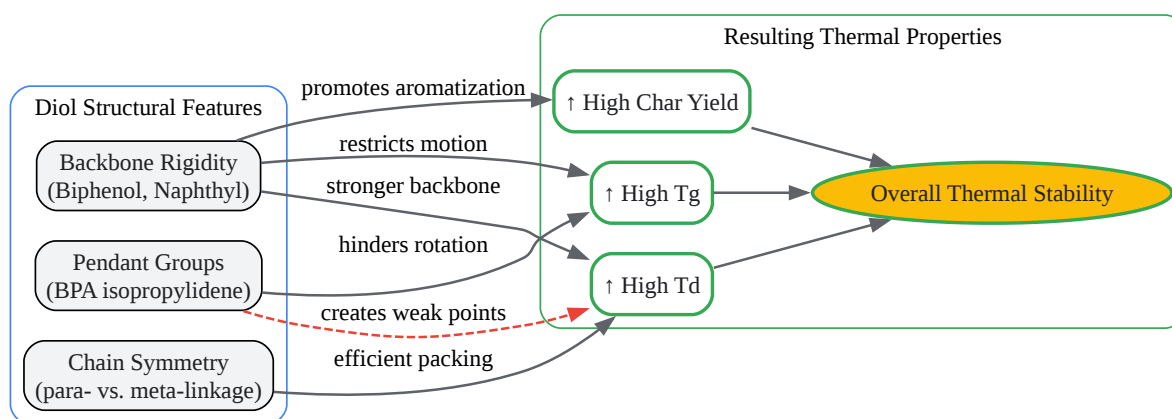 Resulting Thermal Properties
promotes aromatization
Diol Structural Features
↑ High Char Yield
Backbone Rigidity
(Biphenol, Naphthyl)
restricts motion
stronger backbone
↑ High Tg
Overall Thermal Stability
hinders rotation
Pendant Groups
(BPA isopropylidene)
↑ High Td
creates weak points
Chain Symmetry
(para- vs. meta-linkage)
efficient packing